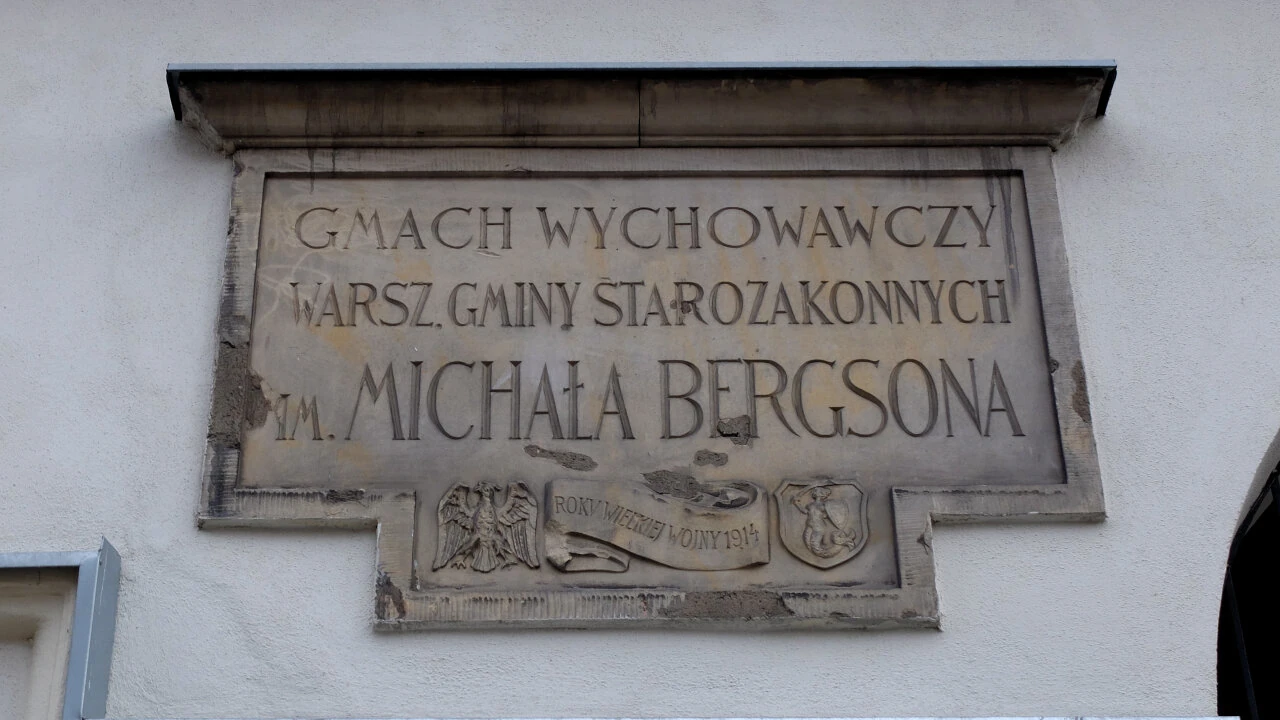 GMACH WYCHOWAWCZY
WARSZ. GMINY STAROZAKONNYCH
IM. MICHAŁA BERGSONA
ROKU WIELKIEJ WOJNY 1914